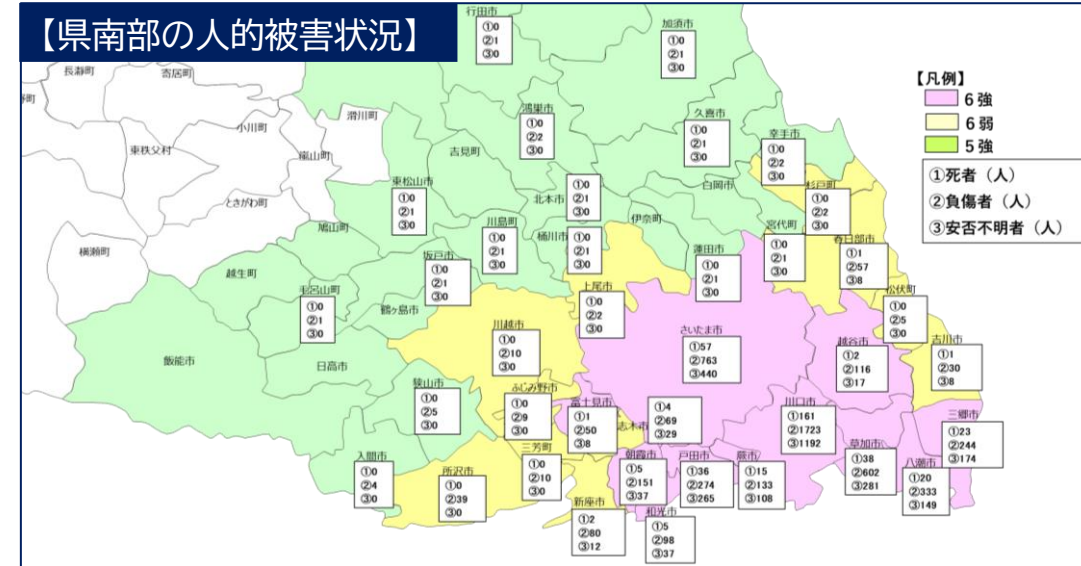 【県南部の人的被害状況】
行田市
①0
②1
③0
加須市
①0
②1
③0
【凡例】
6強
6弱
5強
①死者（人）
②負傷者（人）
③安否不明者（人）
長瀞町
寄居町
野町
小川町
滑川町
東秩父村
嵐山町
ときがわ町
横瀬町
鴻巣市
①0
②2
③0
久喜市
①0
②1
③0
幸手市
①0
②2
③0
吉見町
東松山市
①0
②1
③0
北本市
①0
②1
③0
白岡市
杉戸町
①0
②2
③0
伊奈町
川島町
①0
②1
③0
桶川市
①0
②1
③0
宮代町
①0
②1
③0
春日部市
①1
②57
③8
鳩山町
越生町
坂戸市
①0
②1
③0
蓮田市
①0
②1
③0
毛呂山町
①0
②1
③0
鶴ヶ島市
上尾市
①0
②2
③0
松伏町
①0
②5
③0
川越市
①0
②10
③0
さいたま市
①57
②763
③440
越谷市
①2
②116
③17
吉川市
①1
②30
③8
飯能市
日高市
狭山市
①0
②5
③0
ふじみ野市
①0
②9
③0
富士見市
①1
②50
③8
志木市
①4
②69
③29
川口市
①161
②1723
③1192
三郷市
①23
②244
③174
入間市
①0
②4
③0
所沢市
①0
②39
③0
三芳町
①0
②10
③0
朝霞市
①5
②151
③37
戸田市
①36
②274
③265
蕨市
①15
②133
③108
草加市
①38
②602
③281
八潮市
①20
②333
③149
新座市
①2
②80
③12
和光市
①5
②98
③37